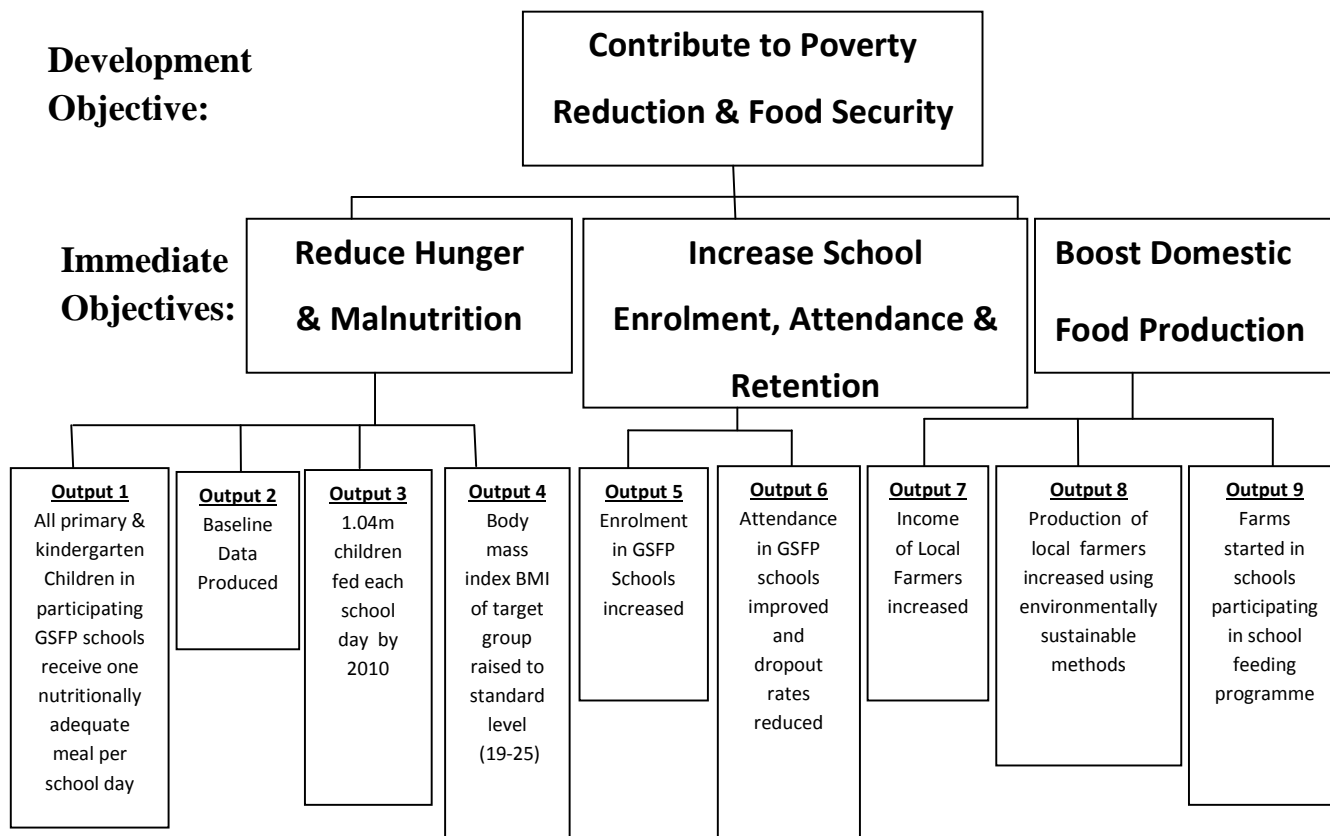 Development
Objective:
Contribute to Poverty
Reduction & Food Security
Immediate
Objectives:
Reduce Hunger
& Malnutrition
Increase School
Enrolment, Attendance &
Retention
Boost Domestic
Food Production
Output 1
All primary &
kindergarten
Children in
participating
GSFP schools
receive one
nutritionally
adequate
meal per
school day
Output 2
Baseline
Data
Produced
Output 3
1.04m
children
fed each
school
day by
2010
Output 4
Body
mass
index BMI
of target
group
raised to
standard
level
(19-25)
Output 5
Enrolment
in GSFP
Schools
increased
Output 6
Attendance
in GSFP
schools
improved
and
dropout
rates
reduced
Output 7
Income
of Local
Farmers
increased
Output 8
Production of
local farmers
increased using
environmentally
sustainable
methods
Output 9
Farms
started in
schools
participating
in school
feeding
programme